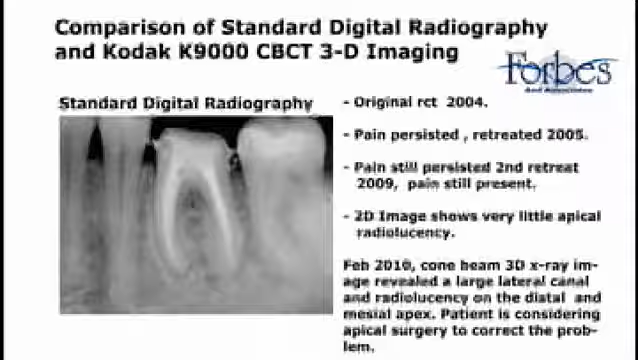 Comparison of Standard Digital Radiography
and Kodak K9000 CBCT 3-D Imaging
Forbes
And Associates
Standard Digital Radiography
- Original rct 2004.
- Pain persisted , retreated 2005.
- Pain still persisted 2nd retreat
2009, pain still present.
- 2D Image shows very little apical
radiolucency.
Feb 2010, cone beam 3D x-ray im-
age revealed a large lateral canal
and radiolucency on the distal and
mesial apex. Patient is considering
apical surgery to correct the prob-
lem.